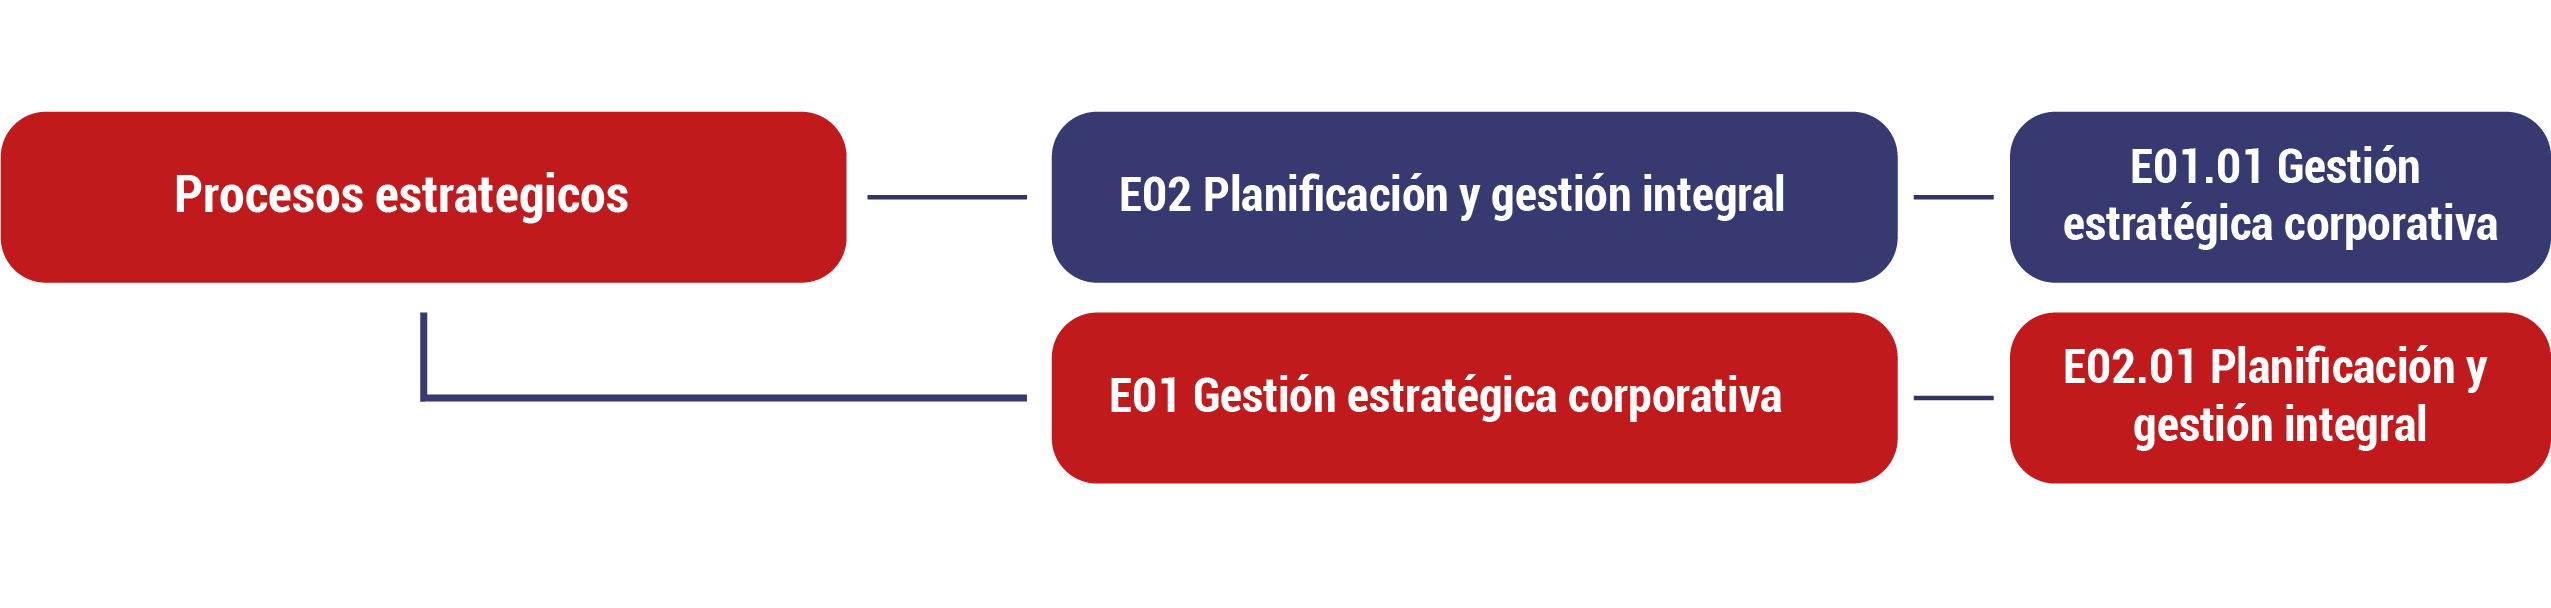 Procesos estrategicos
E02 Planificación y gestión integral
E01.01 Gestión
estratégica corporativa
E01 Gestión estratégica corporativa
E02.01 Planificación y
gestión integral